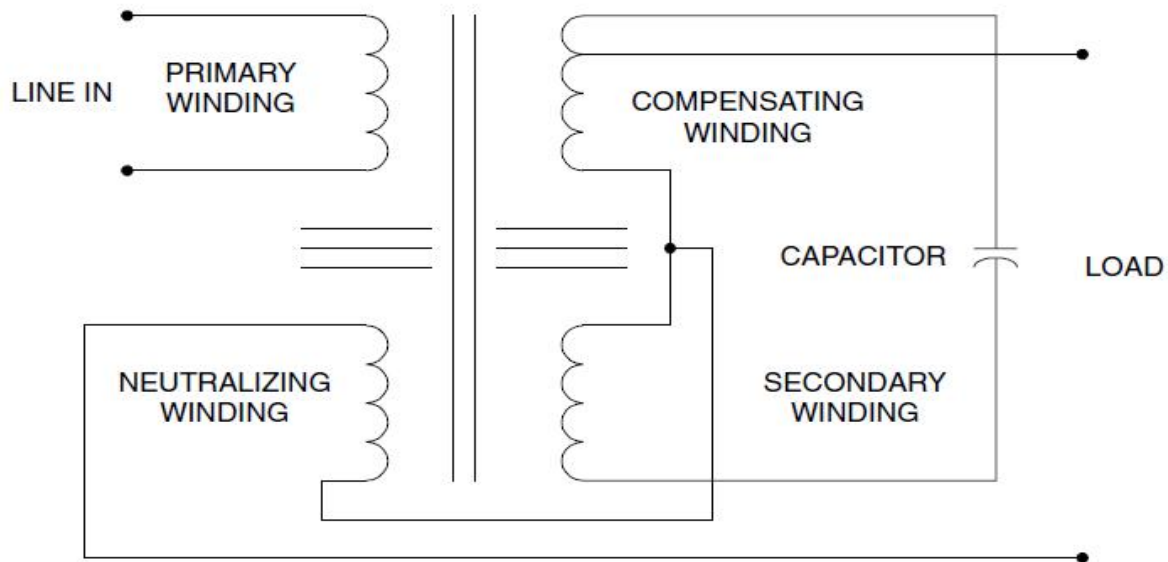 LINE IN
PRIMARY
WINDING
COMPENSATING
WINDING
CAPACITOR
LOAD
NEUTRALIZING
WINDING
SECONDARY
WINDING